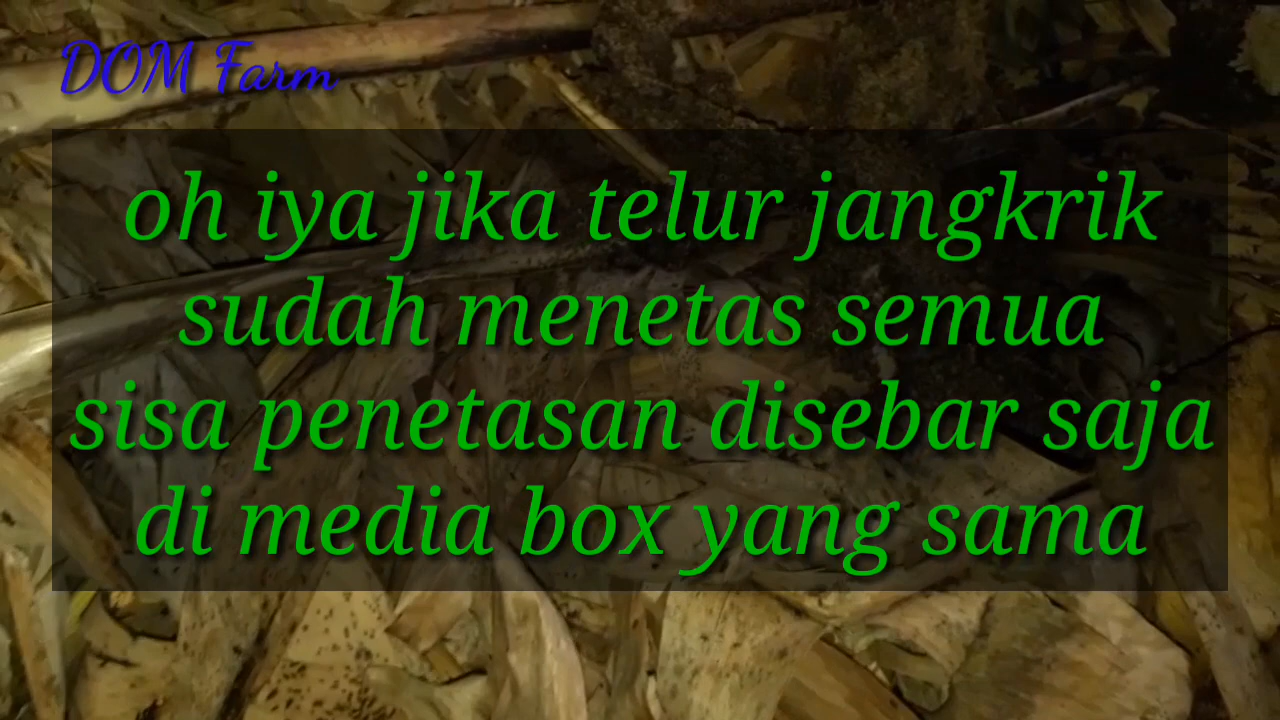 DOM Farm
oh iya jika telur jangkrik
sudah menetas semua
sisa penetasan disebar saja
di media box yang sama